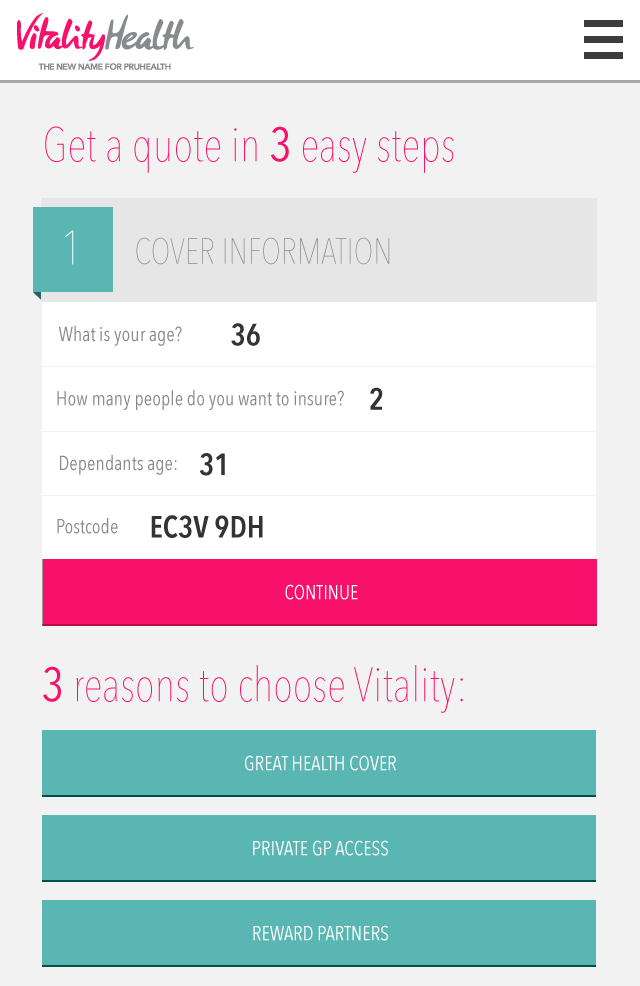 VitalityHealth
THE NEW NAME FOR PRUHEALTH
Get a quote in 3 easy steps
1 COVER INFORMATION
What is your age? 36
How many people do you want to insure? 2
Dependants age: 31
Postcode EC3V 9DH
CONTINUE
3 reasons to choose Vitality:
GREAT HEALTH COVER
PRIVATE GP ACCESS
REWARD PARTNERS